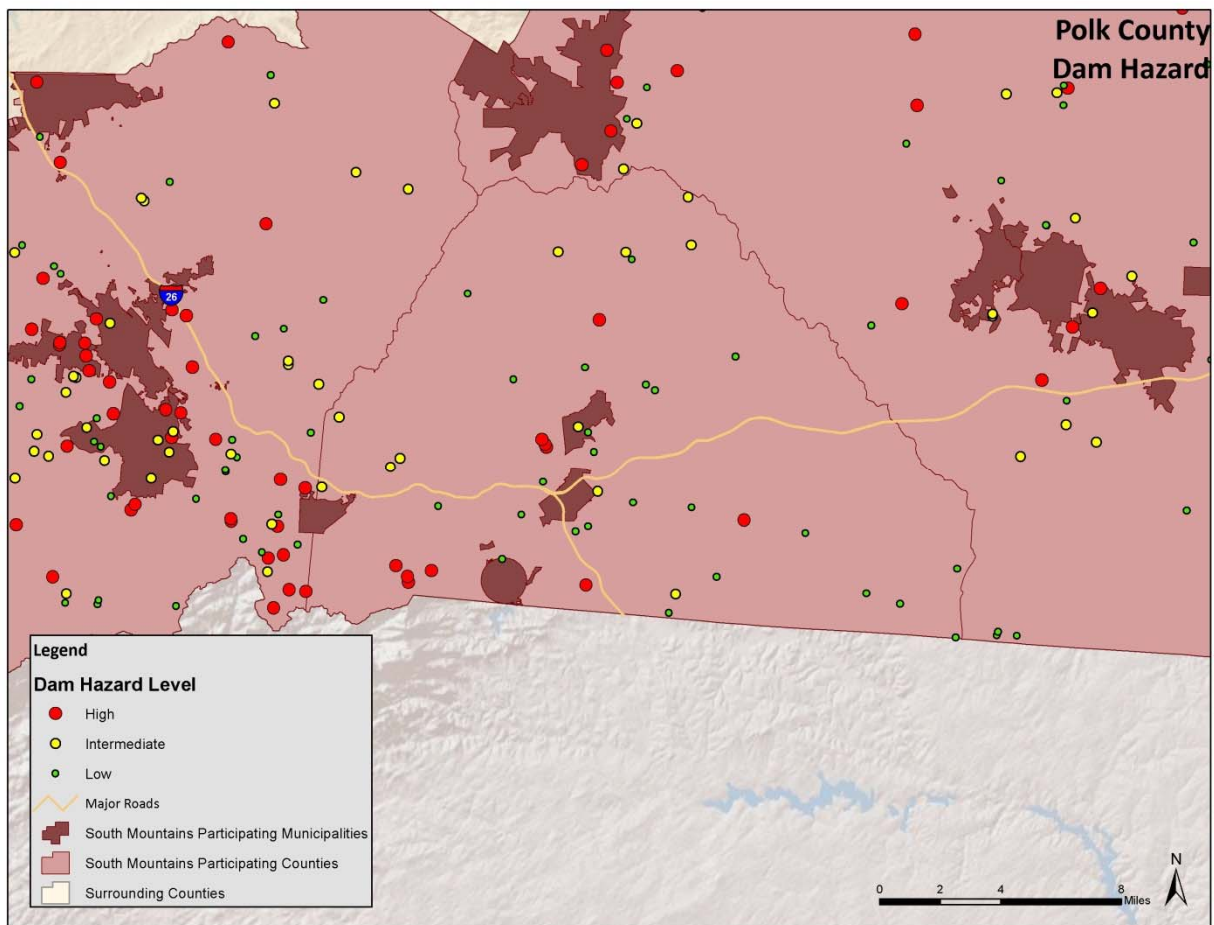 Polk County
Dam Hazard
26
Legend
Dam Hazard Level
High
Intermediate
Low
Major Roads
South Mountains Participating Municipalities
South Mountains Participating Counties
Surrounding Counties
N
0 2 4 8
Miles